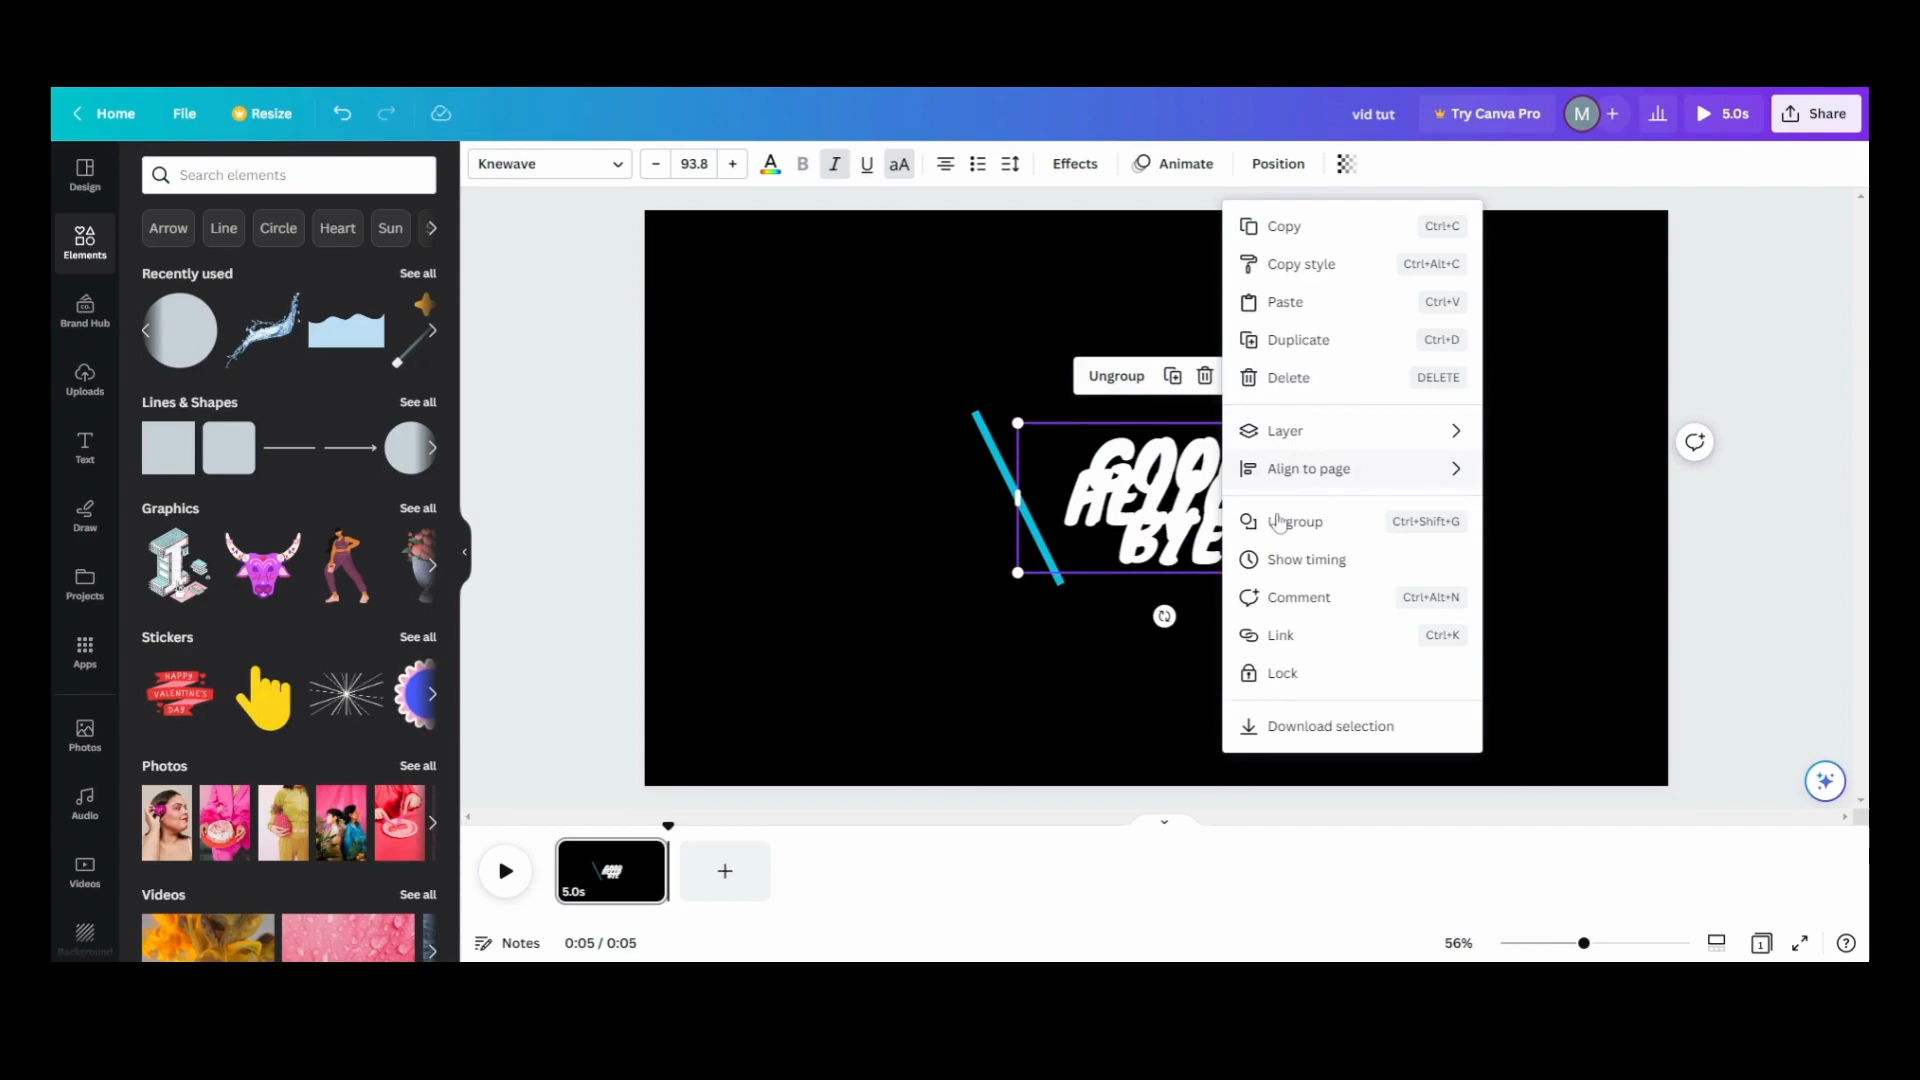 Home File Resize vid tut Try Canva Pro M 5.0s Share
Knewave 93.8 A B I U aA Effects Animate Position
Search elements
Arrow Line Circle Heart Sun
Recently used See all
Lines & Shapes See all
Graphics See all
Stickers See all
HAPPY
VALENTINE'S
DAY
Photos See all
Videos See all
Design
Elements
Brand Hub
Uploads
Text
Draw
Projects
Apps
Photos
Audio
Videos
Background
Ungroup
HELL
BYE
Copy Ctrl+C
Copy style Ctrl+Alt+C
Paste Ctrl+V
Duplicate Ctrl+D
Delete DELETE
Layer
Align to page
Ungroup Ctrl+Shift+G
Show timing
Comment Ctrl+Alt+N
Link Ctrl+K
Lock
Download selection
5.0s
Notes 0:05 / 0:05 56% 1